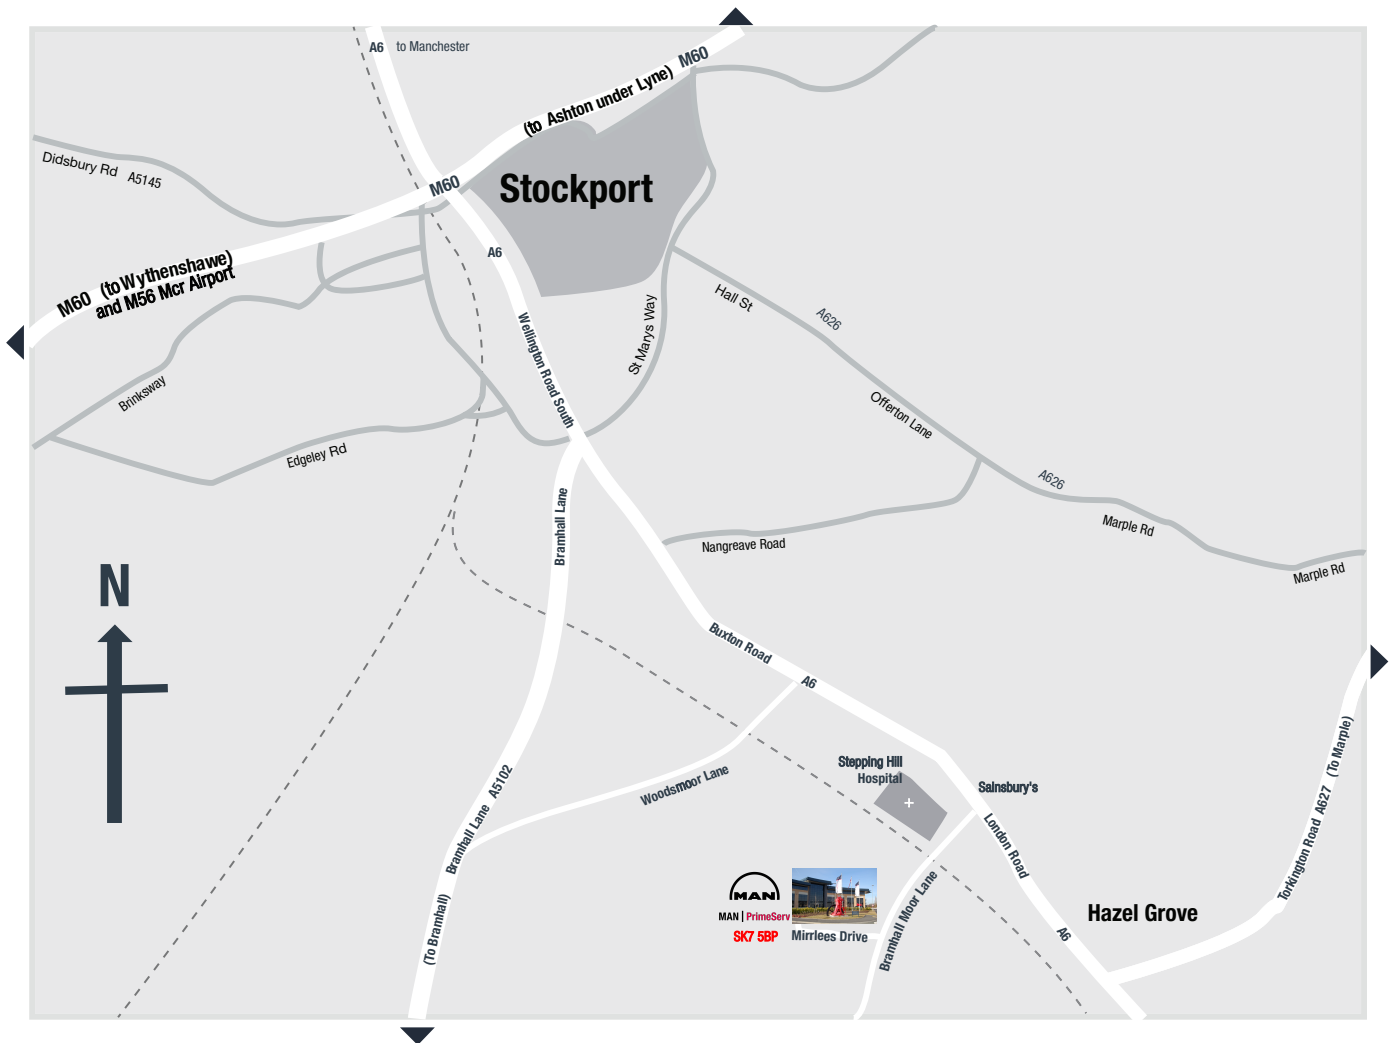 A6 to Manchester
M60
(to Ashton under Lyne)
Didsbury Rd A5145
M60
Stockport
A6
M60 (to Wythenshawe)
and M56 Mcr Airport
Hall St
A626
St Marys Way
Wellington Road South
Brinksway
Offerton Lane
Edgeley Rd
A626
Marple Rd
Bramhall Lane
Nangreave Road
Marple Rd
N
Buxton Road
A6
Stepping Hill
Hospital
Sainsbury's
Woodsmoor Lane
Bramhall Lane A5102
London Road
Torkington Road A627 (To Marple)
MAN
MAN | PrimeServ
SK7 5BP
Mirrlees Drive
Bramhall Moor Lane
Hazel Grove
A6
(To Bramhall)